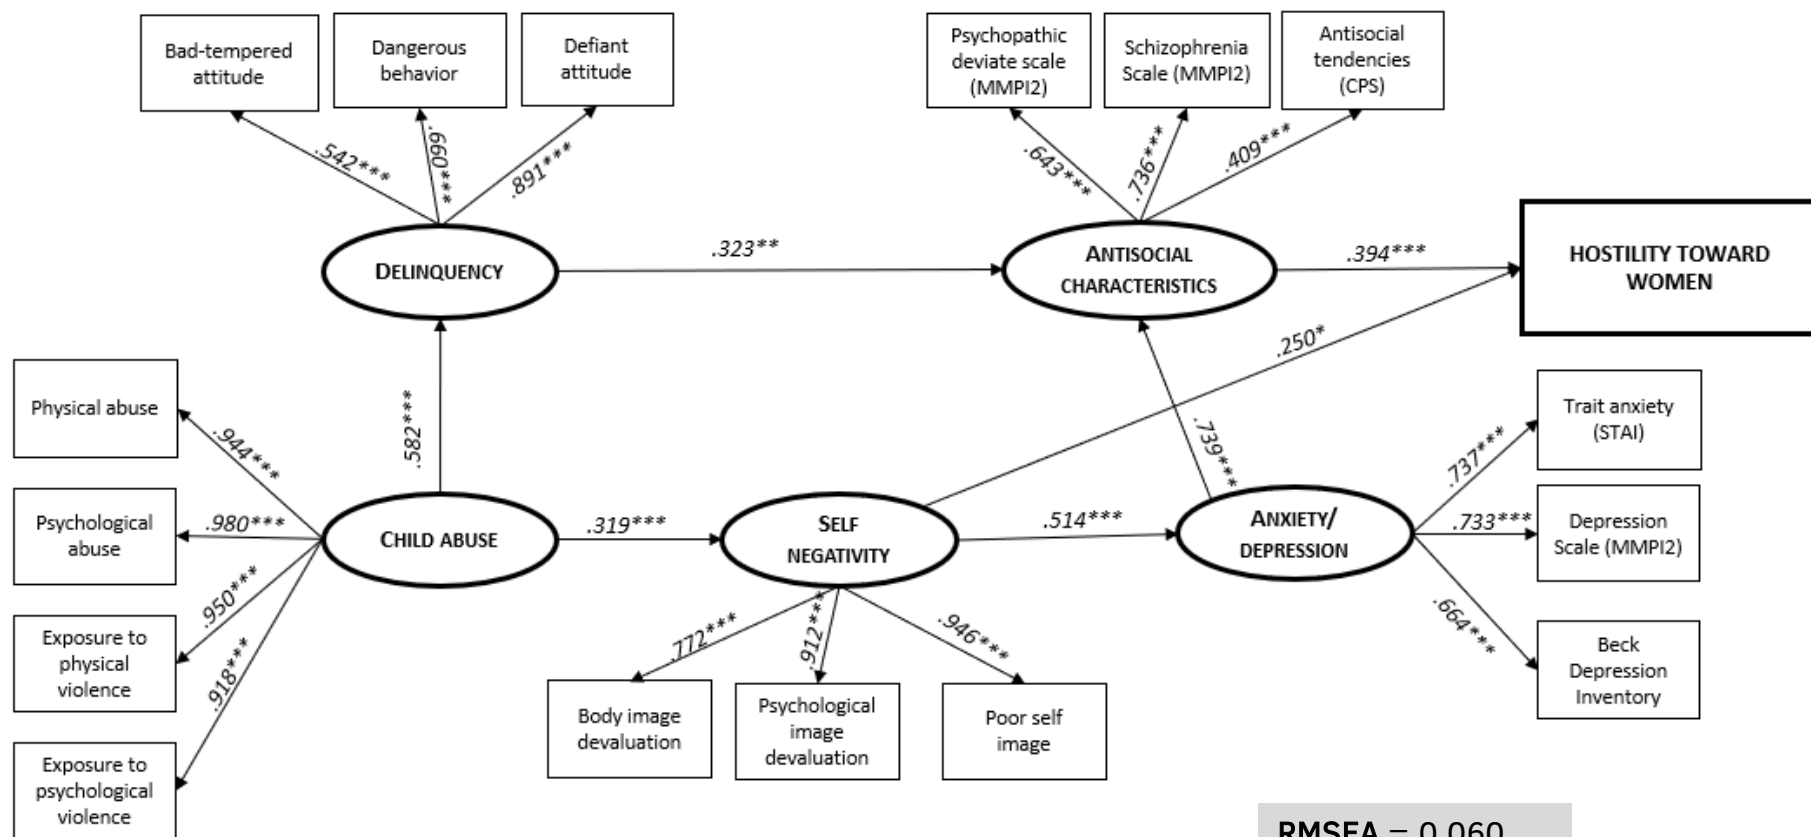 Bad-tempered
attitude
Dangerous
behavior
Defiant
attitude
Psychopathic
deviate scale
(MMPI2)
Schizophrenia
Scale (MMPI2)
Antisocial
tendencies
(CPS)
.542***
.660***
.891***
.643***
.736***
.409***
DELINQUENCY
.323**
ANTISOCIAL
CHARACTERISTICS
.394***
HOSTILITY TOWARD
WOMEN
.250*
Physical abuse
.944***
.582***
.739***
Trait anxiety
(STAI)
.737***
Psychological
abuse
.980***
CHILD ABUSE
.319***
SELF
NEGATIVITY
.514***
ANXIETY/
DEPRESSION
.733***
Depression
Scale (MMPI2)
.950***
.918***
.772***
.912***
.946***
.664***
Exposure to
physical
violence
Beck
Depression
Inventory
Body image
devaluation
Psychological
image
devaluation
Poor self
image
Exposure to
psychological
violence
RMSEA = 0.060